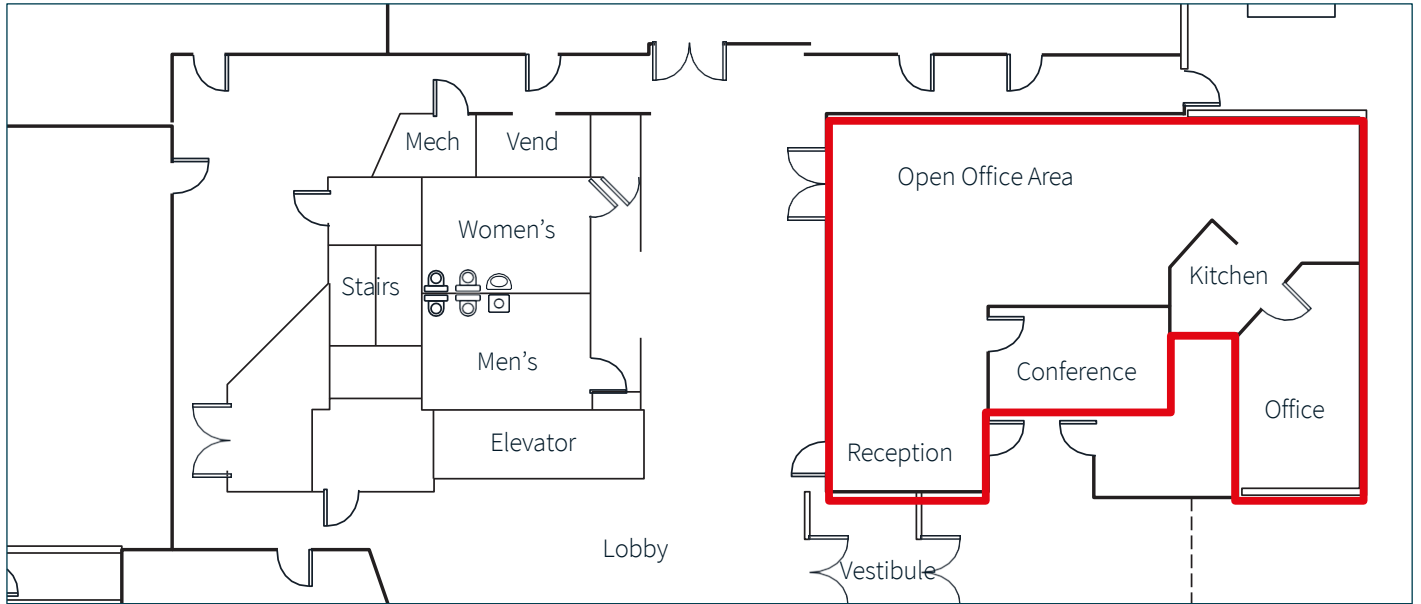 Mech
Vend
Open Office Area
Women’s
Kitchen
Stairs
Men’s
Conference
Office
Elevator
Reception
Lobby
Vestibule